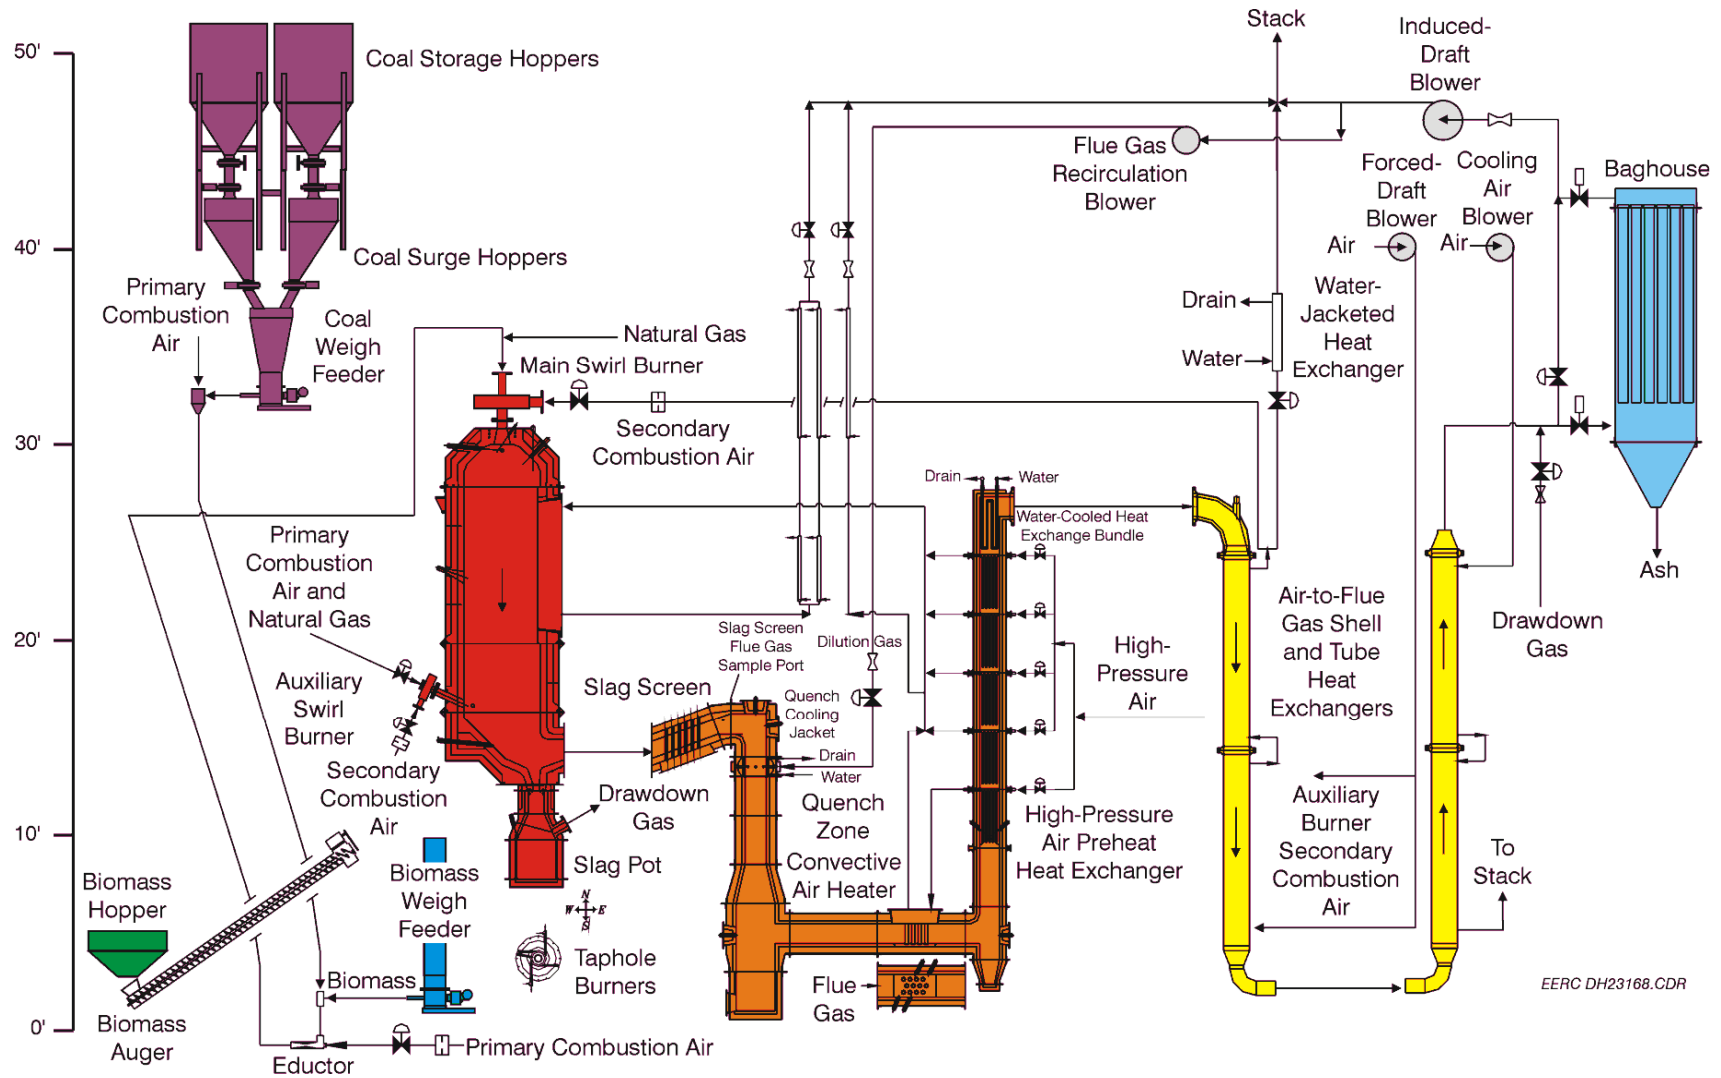 Stack
Induced-
Draft
Blower
50'
Coal Storage Hoppers
Flue Gas
Recirculation
Blower
Forced-
Draft
Blower
Cooling
Air
Blower
Baghouse
40'
Coal Surge Hoppers
Air
Air
Primary
Combustion
Air
Coal
Weigh
Feeder
Natural Gas
Main Swirl Burner
Drain
Water
Water-
Jacketed
Heat
Exchanger
30'
Secondary
Combustion Air
Drain
Water
Water-Cooled Heat
Exchange Bundle
Primary
Combustion
Air and
Natural Gas
Ash
20'
Slag Screen
Flue Gas
Sample Port
Dilution Gas
High-
Pressure
Air
Air-to-Flue
Gas Shell
and Tube
Heat
Exchangers
Drawdown
Gas
Auxiliary
Swirl
Burner
Slag Screen
Quench
Cooling
Jacket
Drain
Water
Secondary
Combustion
Air
Drawdown
Gas
Quench
Zone
High-Pressure
Air Preheat
Heat Exchanger
Auxiliary
Burner
Secondary
Combustion
Air
10'
Slag Pot
Convective
Air Heater
To
Stack
Biomass
Hopper
Biomass
Weigh
Feeder
N
W E
S
Taphole
Burners
Biomass
Flue
Gas
EERC DH23168.CDR
0'
Biomass
Auger
Eductor
Primary Combustion Air